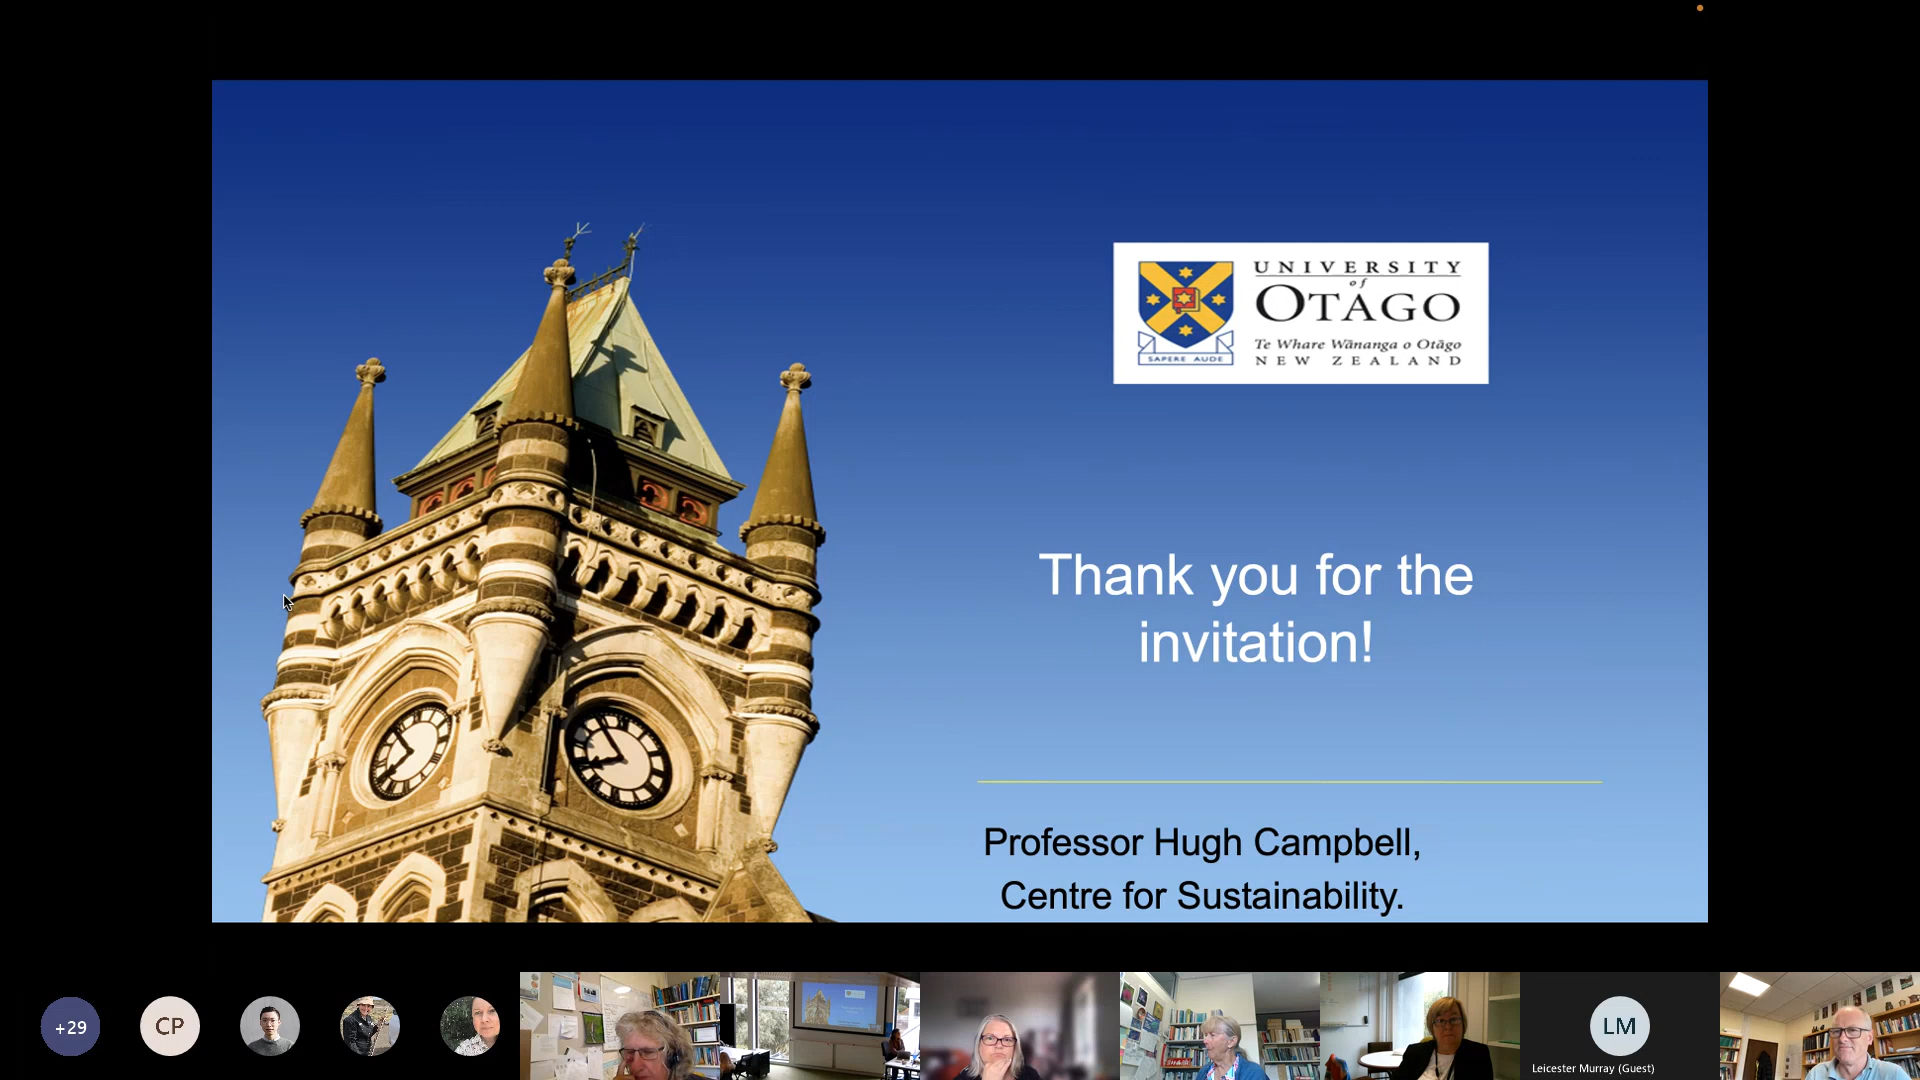 UNIVERSITY
of
OTAGO
Te Whare Wānanga o Otāgo
NEW ZEALAND
SAPERE AUDE
Thank you for the
invitation!
Professor Hugh Campbell,
Centre for Sustainability.
+29
CP
LM
Leicester Murray (Guest)